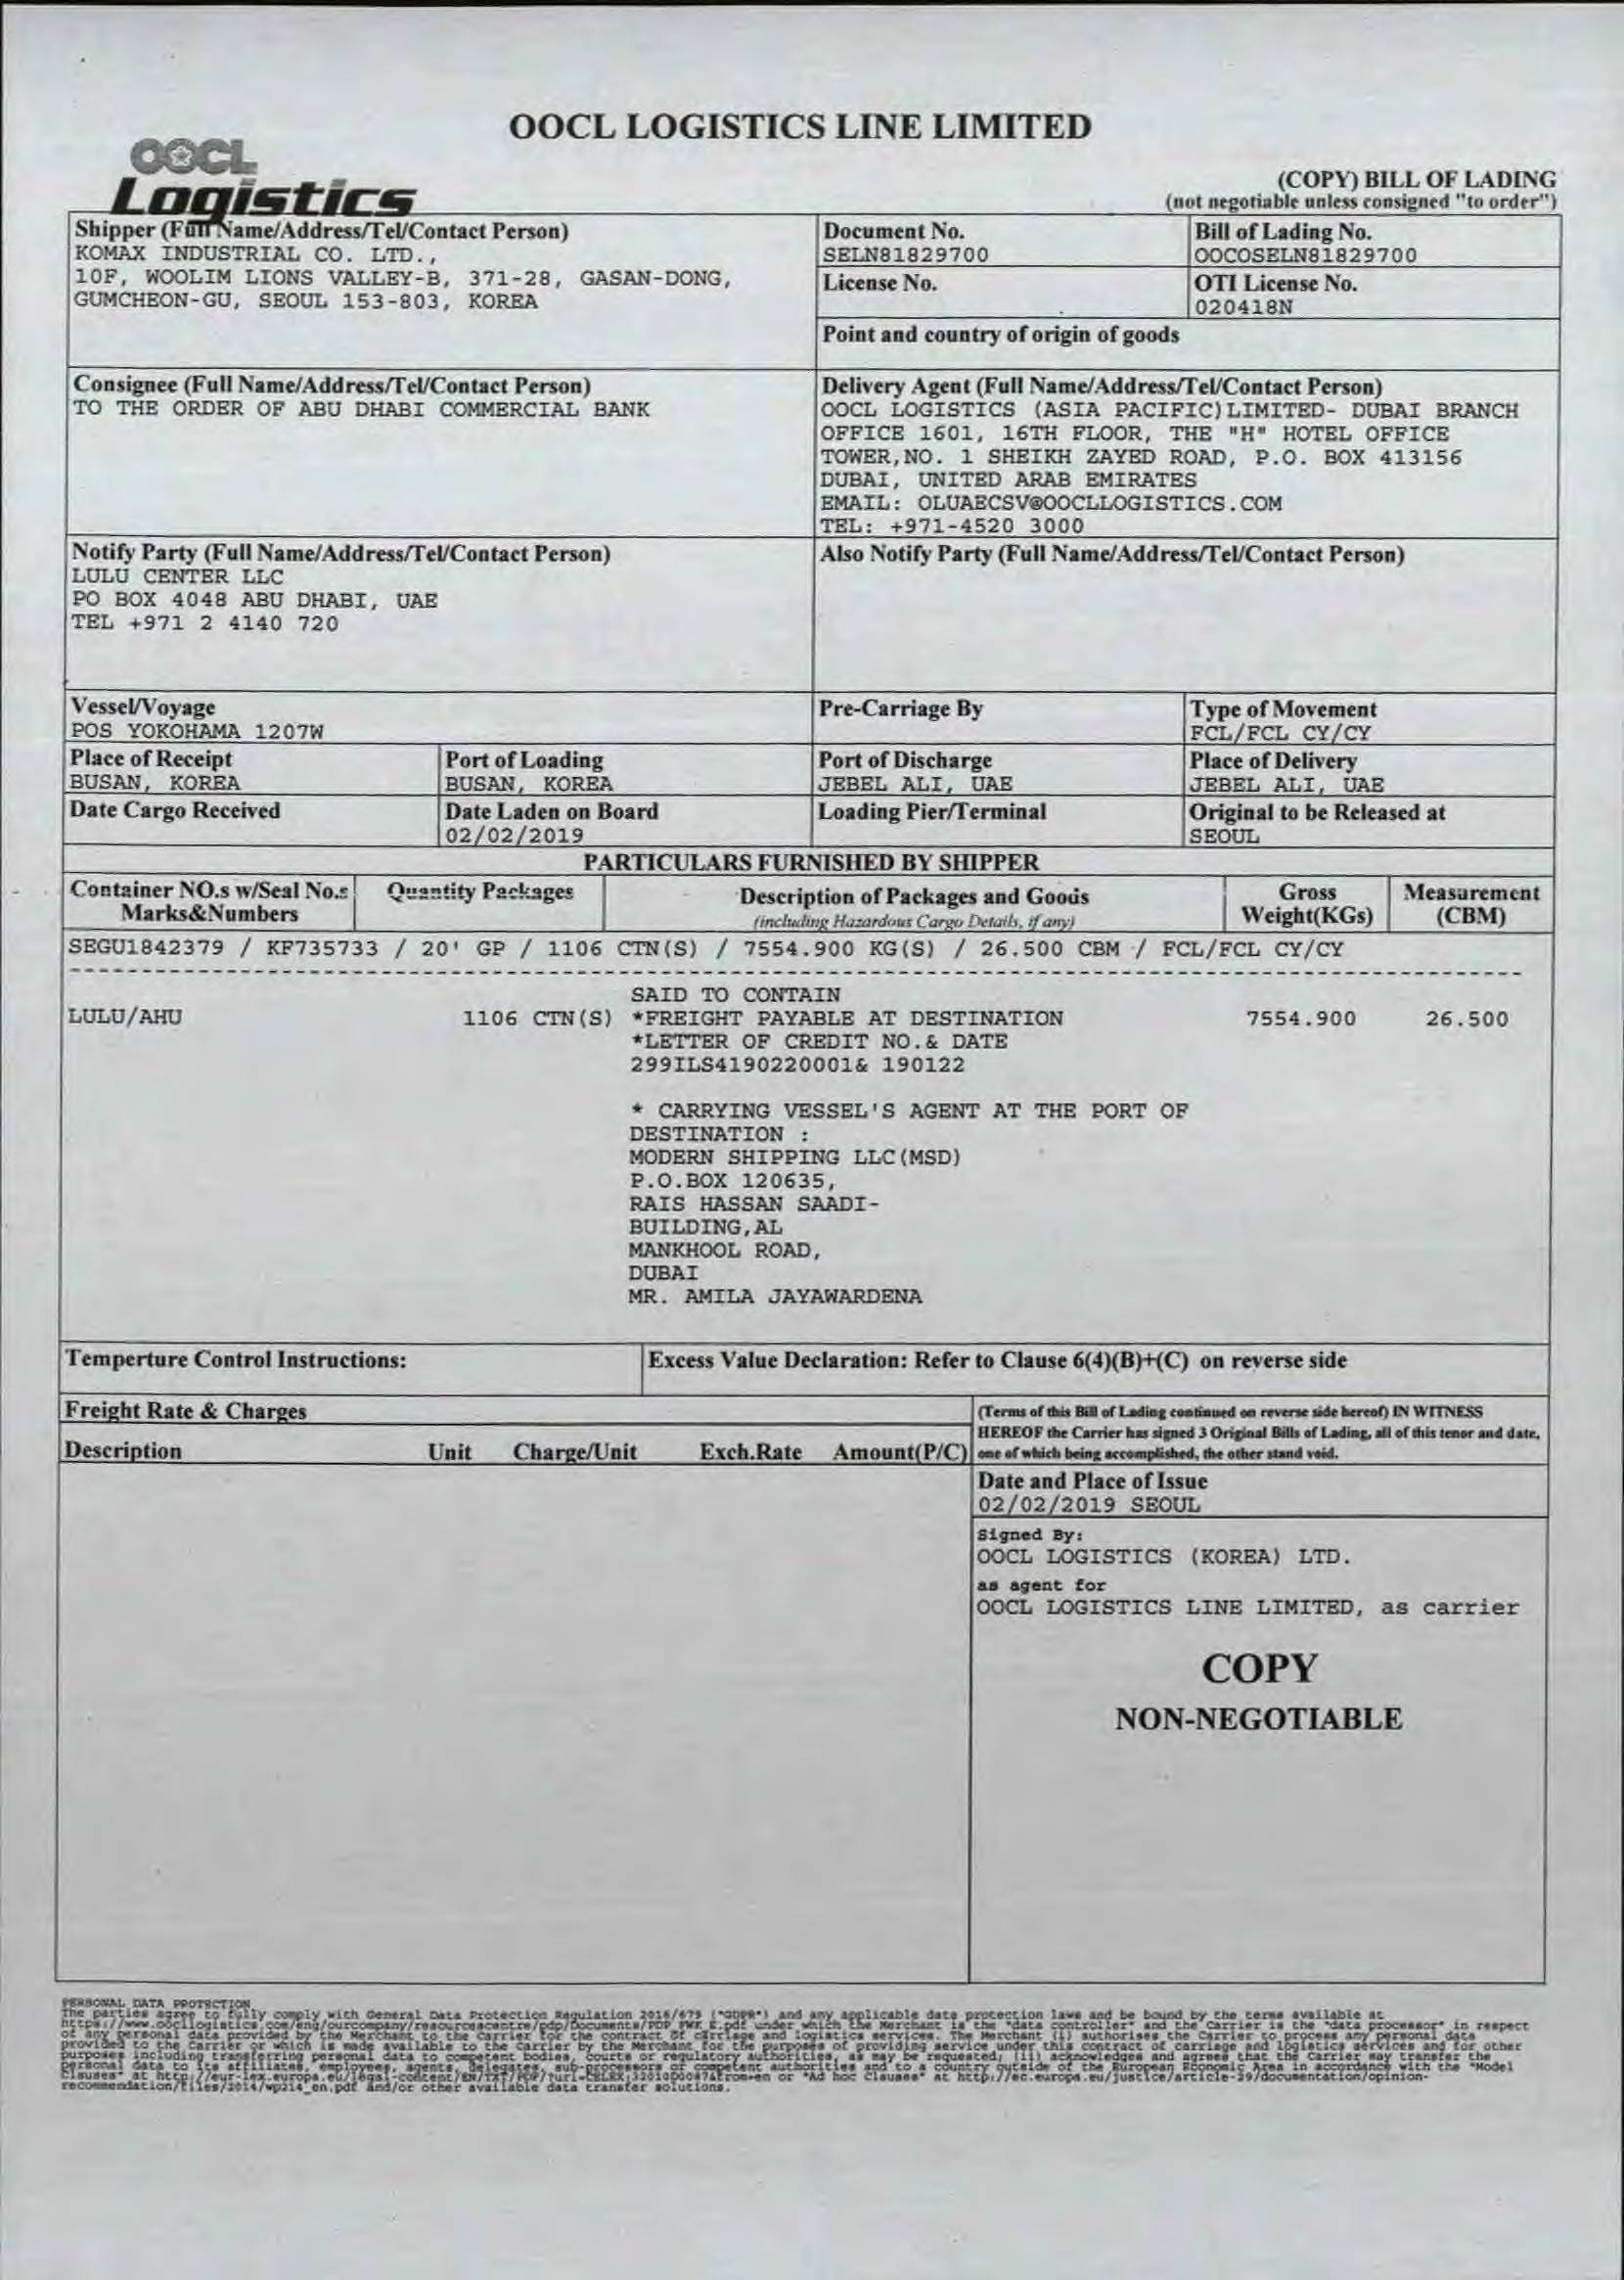 OOCL LOGISTICS LINE LIMITED
OOCL
Logistics
(COPY) BILL OF LADING
(not negotiable unless consigned "to order")
Shipper (Full Name/Address/Tel/Contact Person)
KOMAX INDUSTRIAL CO. LTD.,
10F, WOOLIM LIONS VALLEY-B, 371-28, GASAN-DONG,
GUMCHEON-GU, SEOUL 153-803, KOREA
Document No.
SELN81829700
Bill of Lading No.
OOCOSELN81829700
License No.
OTI License No.
020418N
Point and country of origin of goods
Consignee (Full Name/Address/Tel/Contact Person)
TO THE ORDER OF ABU DHABI COMMERCIAL BANK
Delivery Agent (Full Name/Address/Tel/Contact Person)
OOCL LOGISTICS (ASIA PACIFIC)LIMITED- DUBAI BRANCH
OFFICE 1601, 16TH FLOOR, THE "H" HOTEL OFFICE
TOWER,NO. 1 SHEIKH ZAYED ROAD, P.O. BOX 413156
DUBAI, UNITED ARAB EMIRATES
EMAIL: OLUAECSV@OOCLLOGISTICS.COM
TEL: +971-4520 3000
Notify Party (Full Name/Address/Tel/Contact Person)
LULU CENTER LLC
PO BOX 4048 ABU DHABI, UAE
TEL +971 2 4140 720
Also Notify Party (Full Name/Address/Tel/Contact Person)
Vessel/Voyage
POS YOKOHAMA 1207W
Pre-Carriage By
Type of Movement
FCL/FCL CY/CY
Place of Receipt
BUSAN, KOREA
Port of Loading
BUSAN, KOREA
Port of Discharge
JEBEL ALI, UAE
Place of Delivery
JEBEL ALI, UAE
Date Cargo Received
Date Laden on Board
02/02/2019
Loading Pier/Terminal
Original to be Released at
SEOUL
PARTICULARS FURNISHED BY SHIPPER
Container NO.s w/Seal No.s
Marks&Numbers
Quantity Packages
Description of Packages and Goods
(including Hazardous Cargo Details, if any)
Gross
Weight(KGs)
Measurement
(CBM)
SEGU1842379 / KF735733 / 20' GP / 1106 CTN(S) / 7554.900 KG(S) / 26.500 CBM / FCL/FCL CY/CY
SAID TO CONTAIN
LULU/AHU 1106 CTN(S) *FREIGHT PAYABLE AT DESTINATION 7554.900 26.500
*LETTER OF CREDIT NO.& DATE
299ILS4190220001& 190122
* CARRYING VESSEL'S AGENT AT THE PORT OF
DESTINATION :
MODERN SHIPPING LLC(MSD)
P.O.BOX 120635,
RAIS HASSAN SAADI-
BUILDING,AL
MANKHOOL ROAD,
DUBAI
MR. AMILA JAYAWARDENA
Temperture Control Instructions:
Excess Value Declaration: Refer to Clause 6(4)(B)+(C) on reverse side
Freight Rate & Charges
Description Unit Charge/Unit Exch.Rate Amount(P/C)
(Terms of this Bill of Lading continued on reverse side hereof) IN WITNESS
HEREOF the Carrier has signed 3 Original Bills of Lading, all of this tenor and date,
one of which being accomplished, the other stand void.
Date and Place of Issue
02/02/2019 SEOUL
Signed By:
OOCL LOGISTICS (KOREA) LTD.
as agent for
OOCL LOGISTICS LINE LIMITED, as carrier
COPY
NON-NEGOTIABLE
PERSONAL DATA PROTECTION
The parties agree to fully comply with General Data Protection Regulation 2016/679 ("GDPR") and any applicable data protection laws and be bound by the terms available at
under which the Merchant is the "data controller" and the Carrier is the "data processor" in respect
of any personal data provided by the Merchant to the Carrier for the contract of carriage and logistics services. The Merchant (i) authorises the Carrier to process any personal data
provided to the Carrier or which is made available to the Carrier by the Merchant for the purposes of providing service under this contract of carriage and logistics services and for other
purposes including transferring personal data to competent bodies, courts or regulatory authorities, as may be requested; (ii) acknowledges and agrees that the Carrier may transfer the
personal data to its affiliates, employees, agents, delegates, sub-processors or competent authorities and to a country outside of the European Economic Area in accordance with the "Model
Clauses" at or "Ad hoc Clauses" at http://ec.europa.eu/justice/article-29/documentation/opinion-
recommendation/files/2014/wp214_en.pdf and/or other available data transfer solutions.